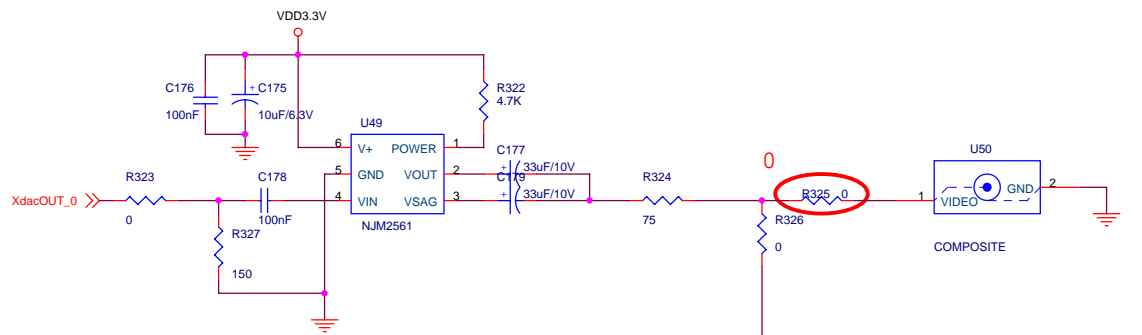 VDD3.3V
C176
100nF
+
C175
10uF/6.3V
R322
4.7K
U49
6
V+
POWER
1
5
GND
VOUT
2
4
VIN
VSAG
3
NJM2561
C177
+
33uF/10V
C179
+
33uF/10V
R323
0
XdacOUT_0
C178
100nF
R327
150
R324
75
0
R325
0
R326
0
U50
1
VIDEO
GND
2
COMPOSITE